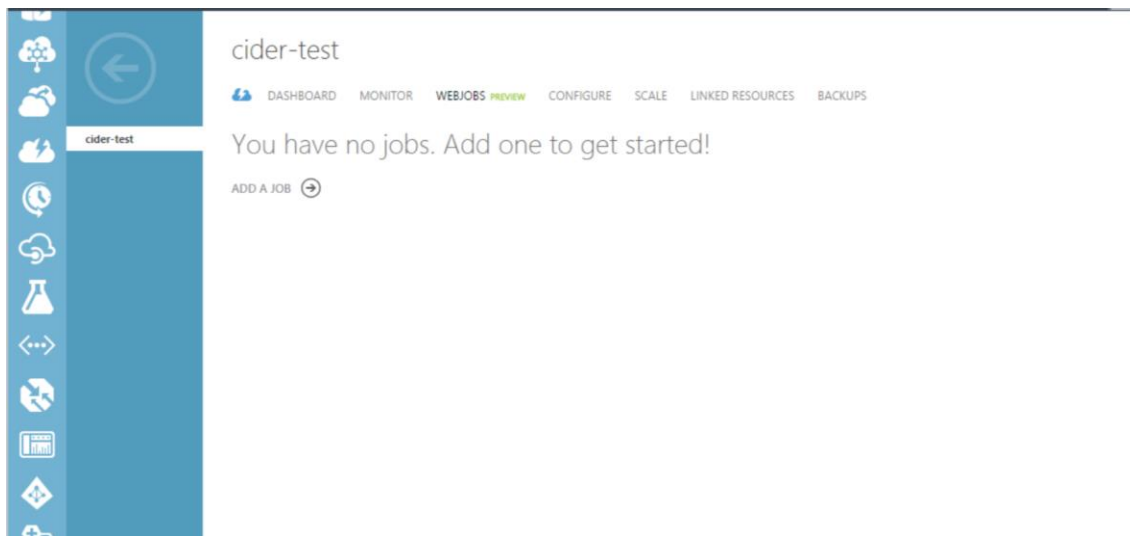 cider-test
DASHBOARD MONITOR WEBJOBS PREVIEW CONFIGURE SCALE LINKED RESOURCES BACKUPS
cider-test
You have no jobs. Add one to get started!
ADD A JOB